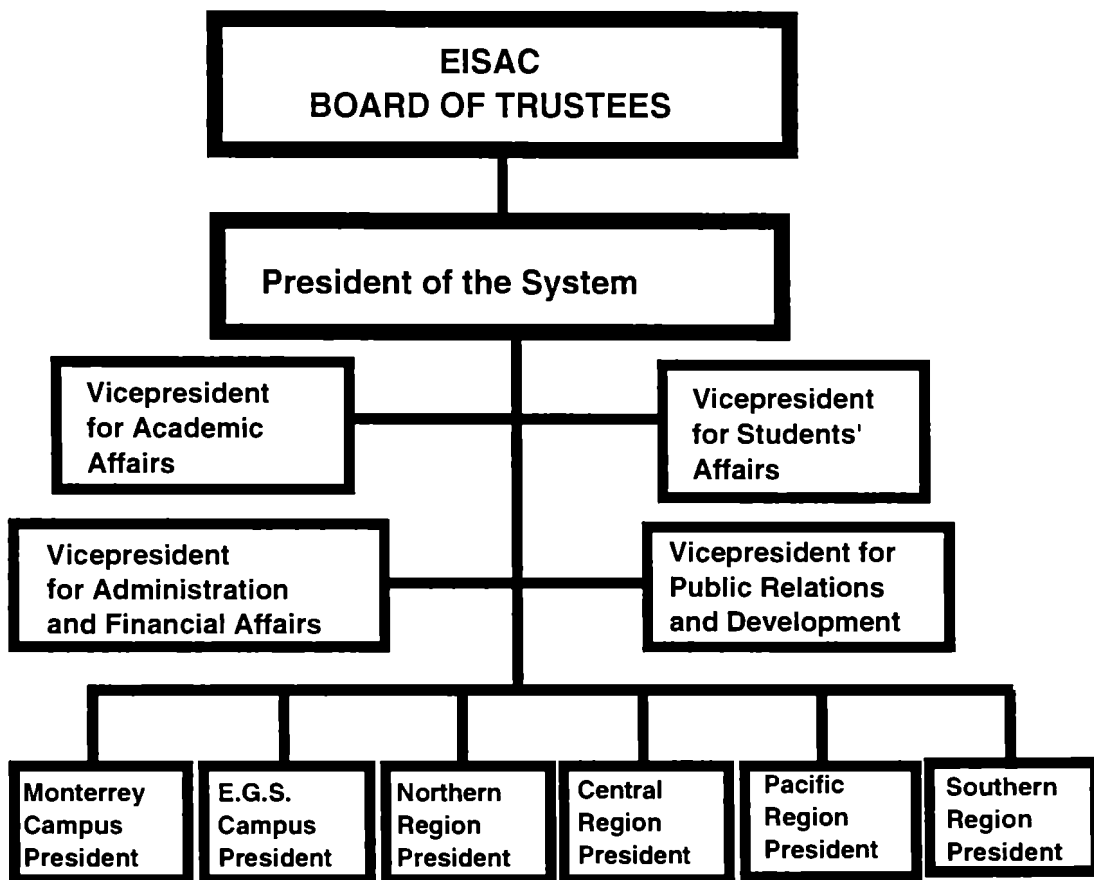 EISAC
BOARD OF TRUSTEES
President of the System
Vicepresident
for Academic
Affairs
Vicepresident
for Students'
Affairs
Vicepresident
for Administration
and Financial Affairs
Vicepresident for
Public Relations
and Development
Monterrey
Campus
President
E.G.S.
Campus
President
Northern
Region
President
Central
Region
President
Pacific
Region
President
Southern
Region
President